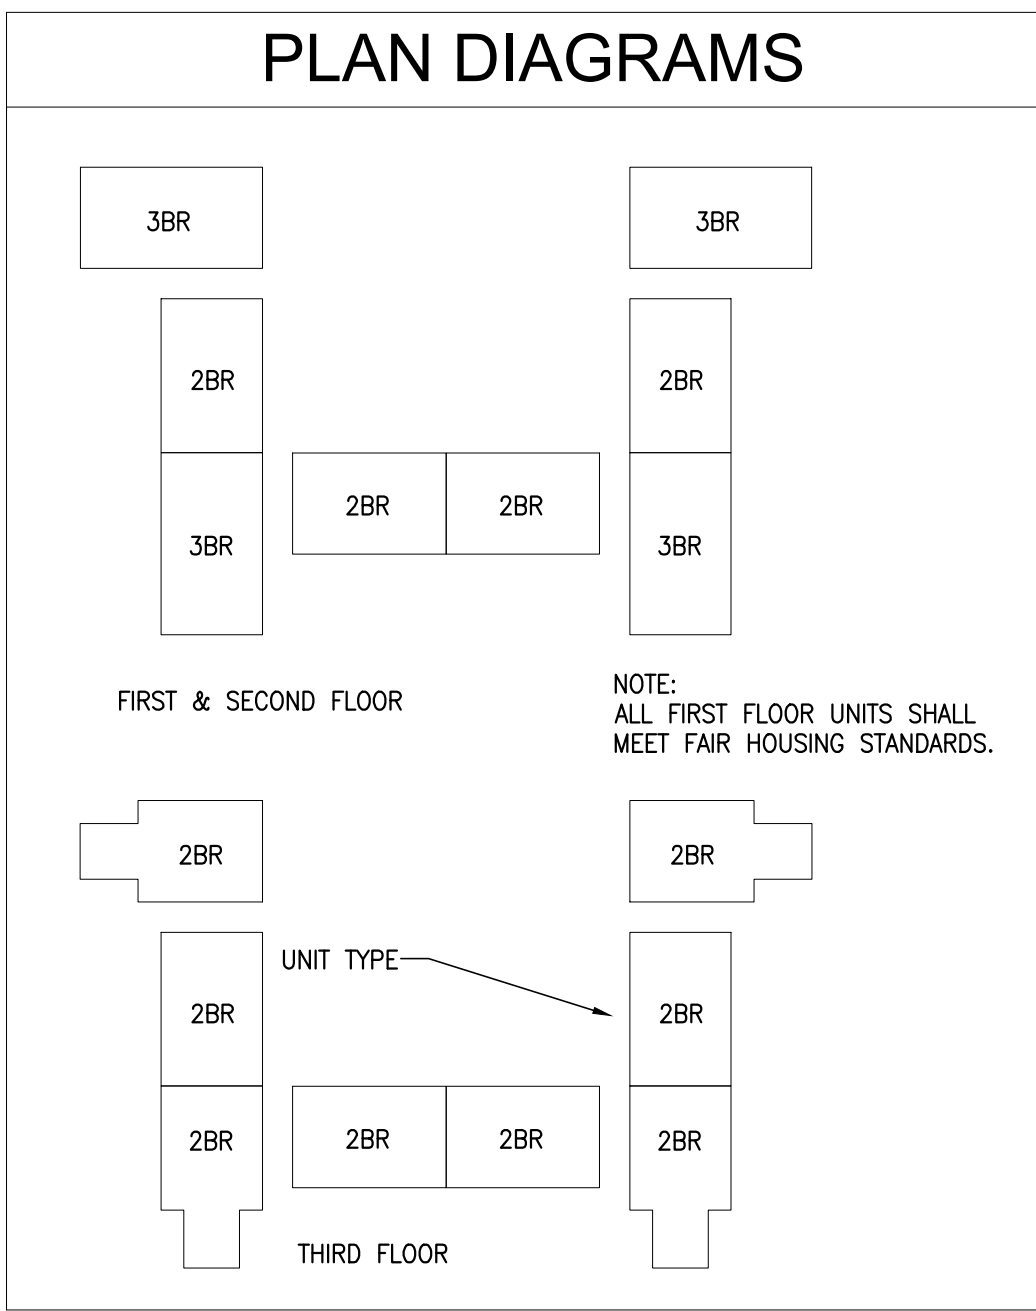 PLAN DIAGRAMS
3BR
3BR
2BR
2BR
2BR
2BR
3BR
3BR
FIRST & SECOND FLOOR
NOTE:
ALL FIRST FLOOR UNITS SHALL
MEET FAIR HOUSING STANDARDS.
2BR
2BR
UNIT TYPE
2BR
2BR
2BR
2BR
2BR
2BR
THIRD FLOOR